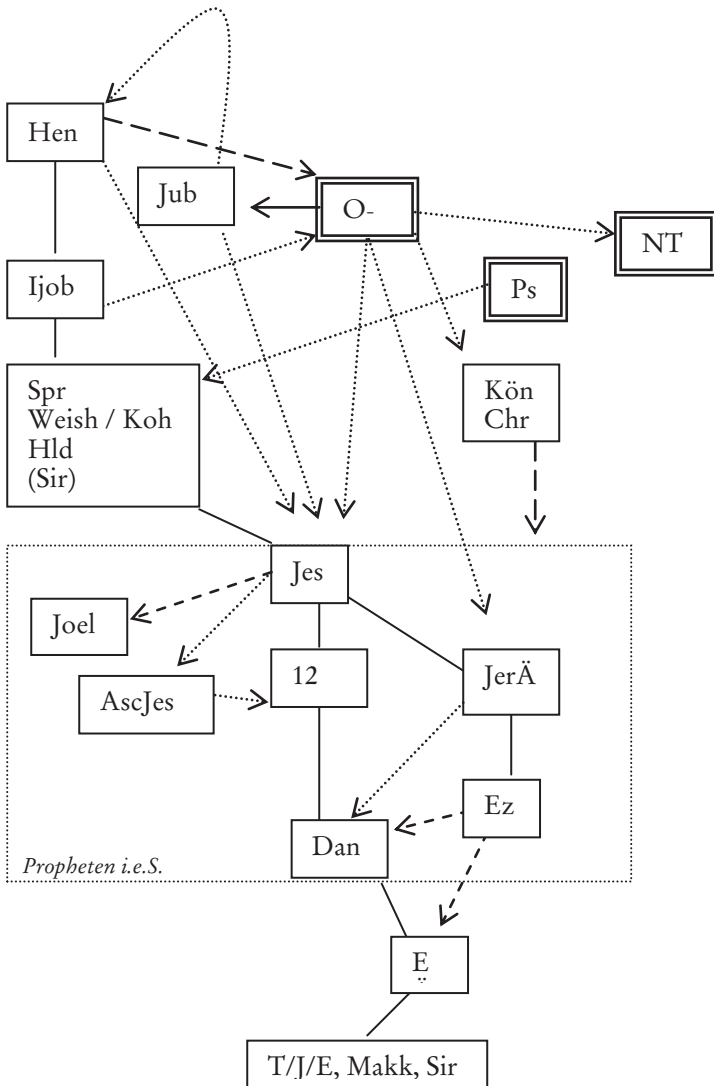 Hen
Jub
O-
NT
Ijob
Ps
Spr
Weish / Koh
Hld
(Sir)
Kön
Chr
Jes
Joel
12
JerÄ
AscJes
Ez
Dan
Propheten i.e.S.
E
T/J/E, Makk, Sir